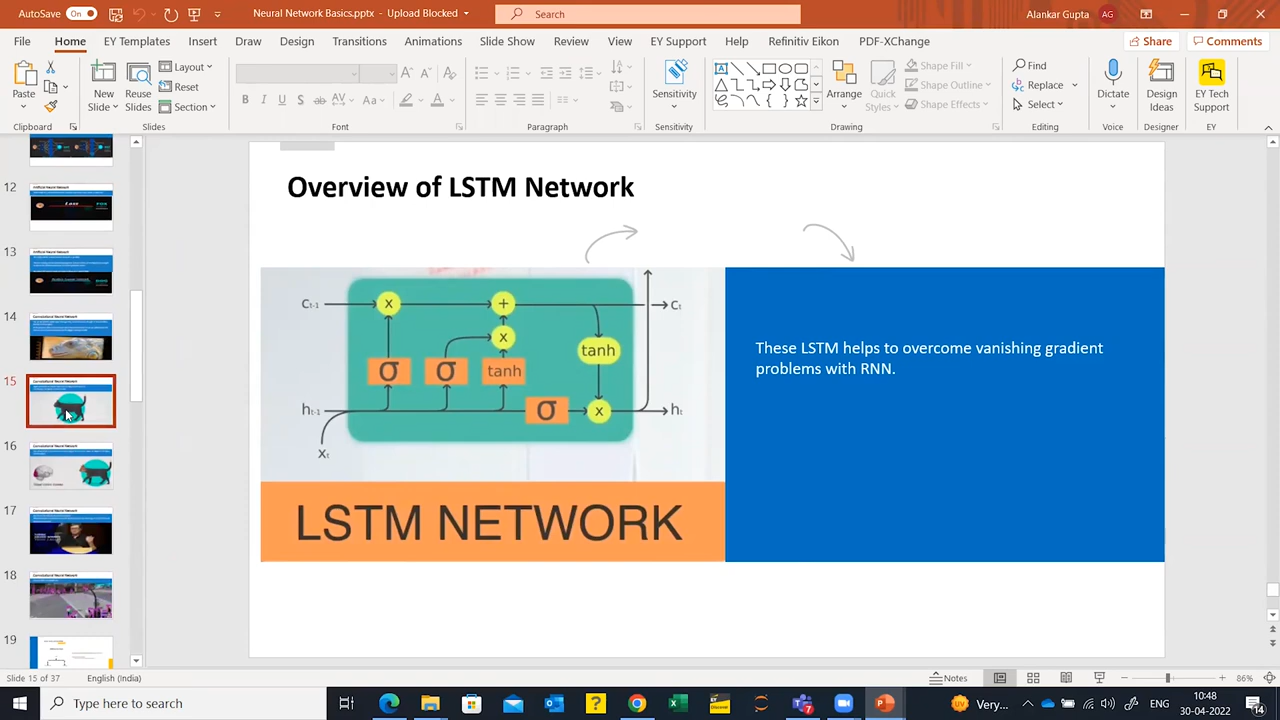 AutoSave On Neural Network Basics.pptx - Upload Blocked Search Alankar Gupta AG
File Home EY Templates Insert Draw Design Transitions Animations Slide Show Review View EY Support Help Refinitiv Eikon PDF-XChange Share Comments
Paste New Slide Reuse Slides Layout Reset Section
B I U S ab AV Aa A
Sensitivity Arrange Quick Styles Shape Fill Shape Outline Shape Effects Find Replace Select Dictate Design Ideas EY Test Support
Clipboard Slides Font Paragraph Sensitivity Drawing Editing Voice Designer EY
12
13
14
15
16
17
18
19
Overview of LSTM Network
Ct-1 x + Ct
x
tanh
σ σ tanh
ht-1 σ x ht
Xt
LSTM NETWORK
These LSTM helps to overcome vanishing gradient
problems with RNN.
Slide 15 of 37 English (India) Notes 86%
Type here to search Very... ENG 10:48
30-04-2022